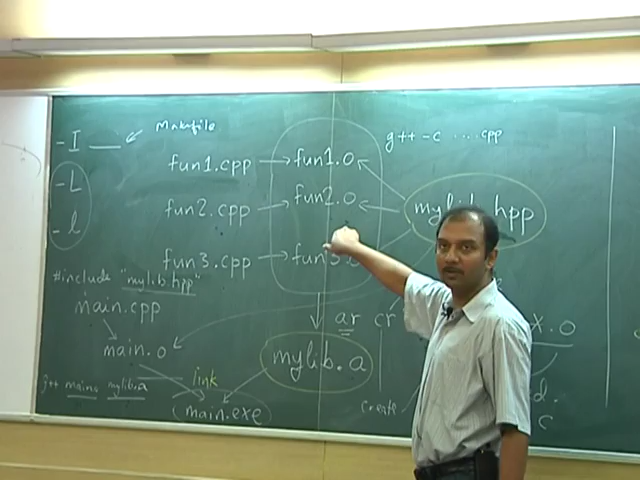 -I ___ Makefile
g++ -c ....cpp
fun1.cpp → fun1.o
-L
fun2.cpp → fun2.o
mylib.hpp
-l
fun3.cpp → fun3.
#include "mylib.hpp"
main.cpp
ar cr
x.o
main.o
mylib.a
link
g++ main.o mylib.a
main.exe
create
d.
c